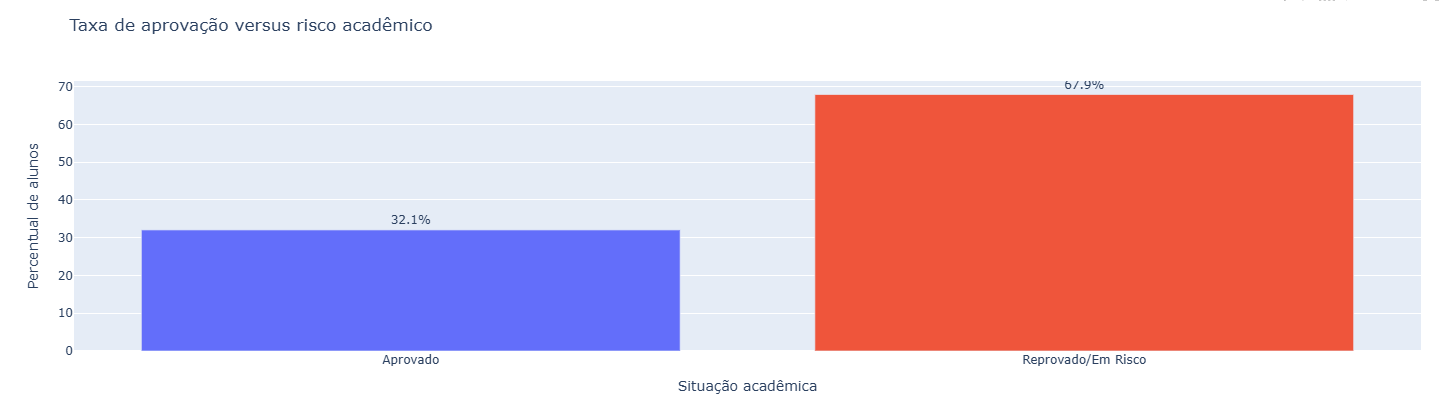 Taxa de aprovação versus risco acadêmico
70
60
50
40
30
20
10
0
Percentual de alunos
32.1%
67.9%
Aprovado
Reprovado/Em Risco
Situação acadêmica